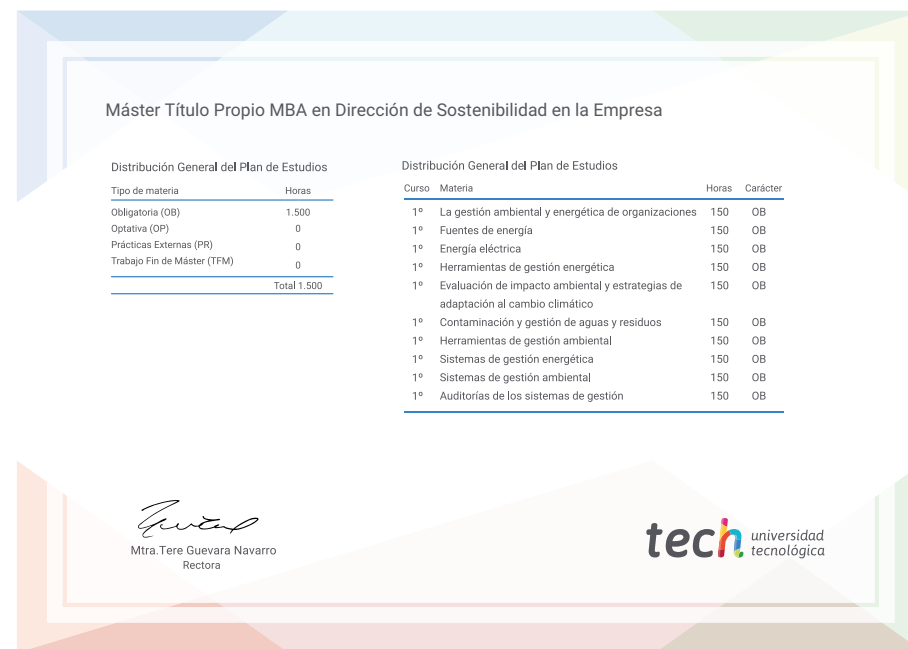 Máster Título Propio MBA en Dirección de Sostenibilidad en la Empresa
Distribución General del Plan de Estudios
Tipo de materia Horas
Obligatoria (OB) 1.500
Optativa (OP) 0
Prácticas Externas (PR) 0
Trabajo Fin de Máster (TFM) 0
Total 1.500
Distribución General del Plan de Estudios
Curso Materia Horas Carácter
1º La gestión ambiental y energética de organizaciones 150 OB
1º Fuentes de energía 150 OB
1º Energía eléctrica 150 OB
1º Herramientas de gestión energética 150 OB
1º Evaluación de impacto ambiental y estrategias de 150 OB
adaptación al cambio climático
1º Contaminación y gestión de aguas y residuos 150 OB
1º Herramientas de gestión ambiental 150 OB
1º Sistemas de gestión energética 150 OB
1º Sistemas de gestión ambiental 150 OB
1º Auditorías de los sistemas de gestión 150 OB
Mtra.Tere Guevara Navarro
Rectora
tech universidad
tecnológica